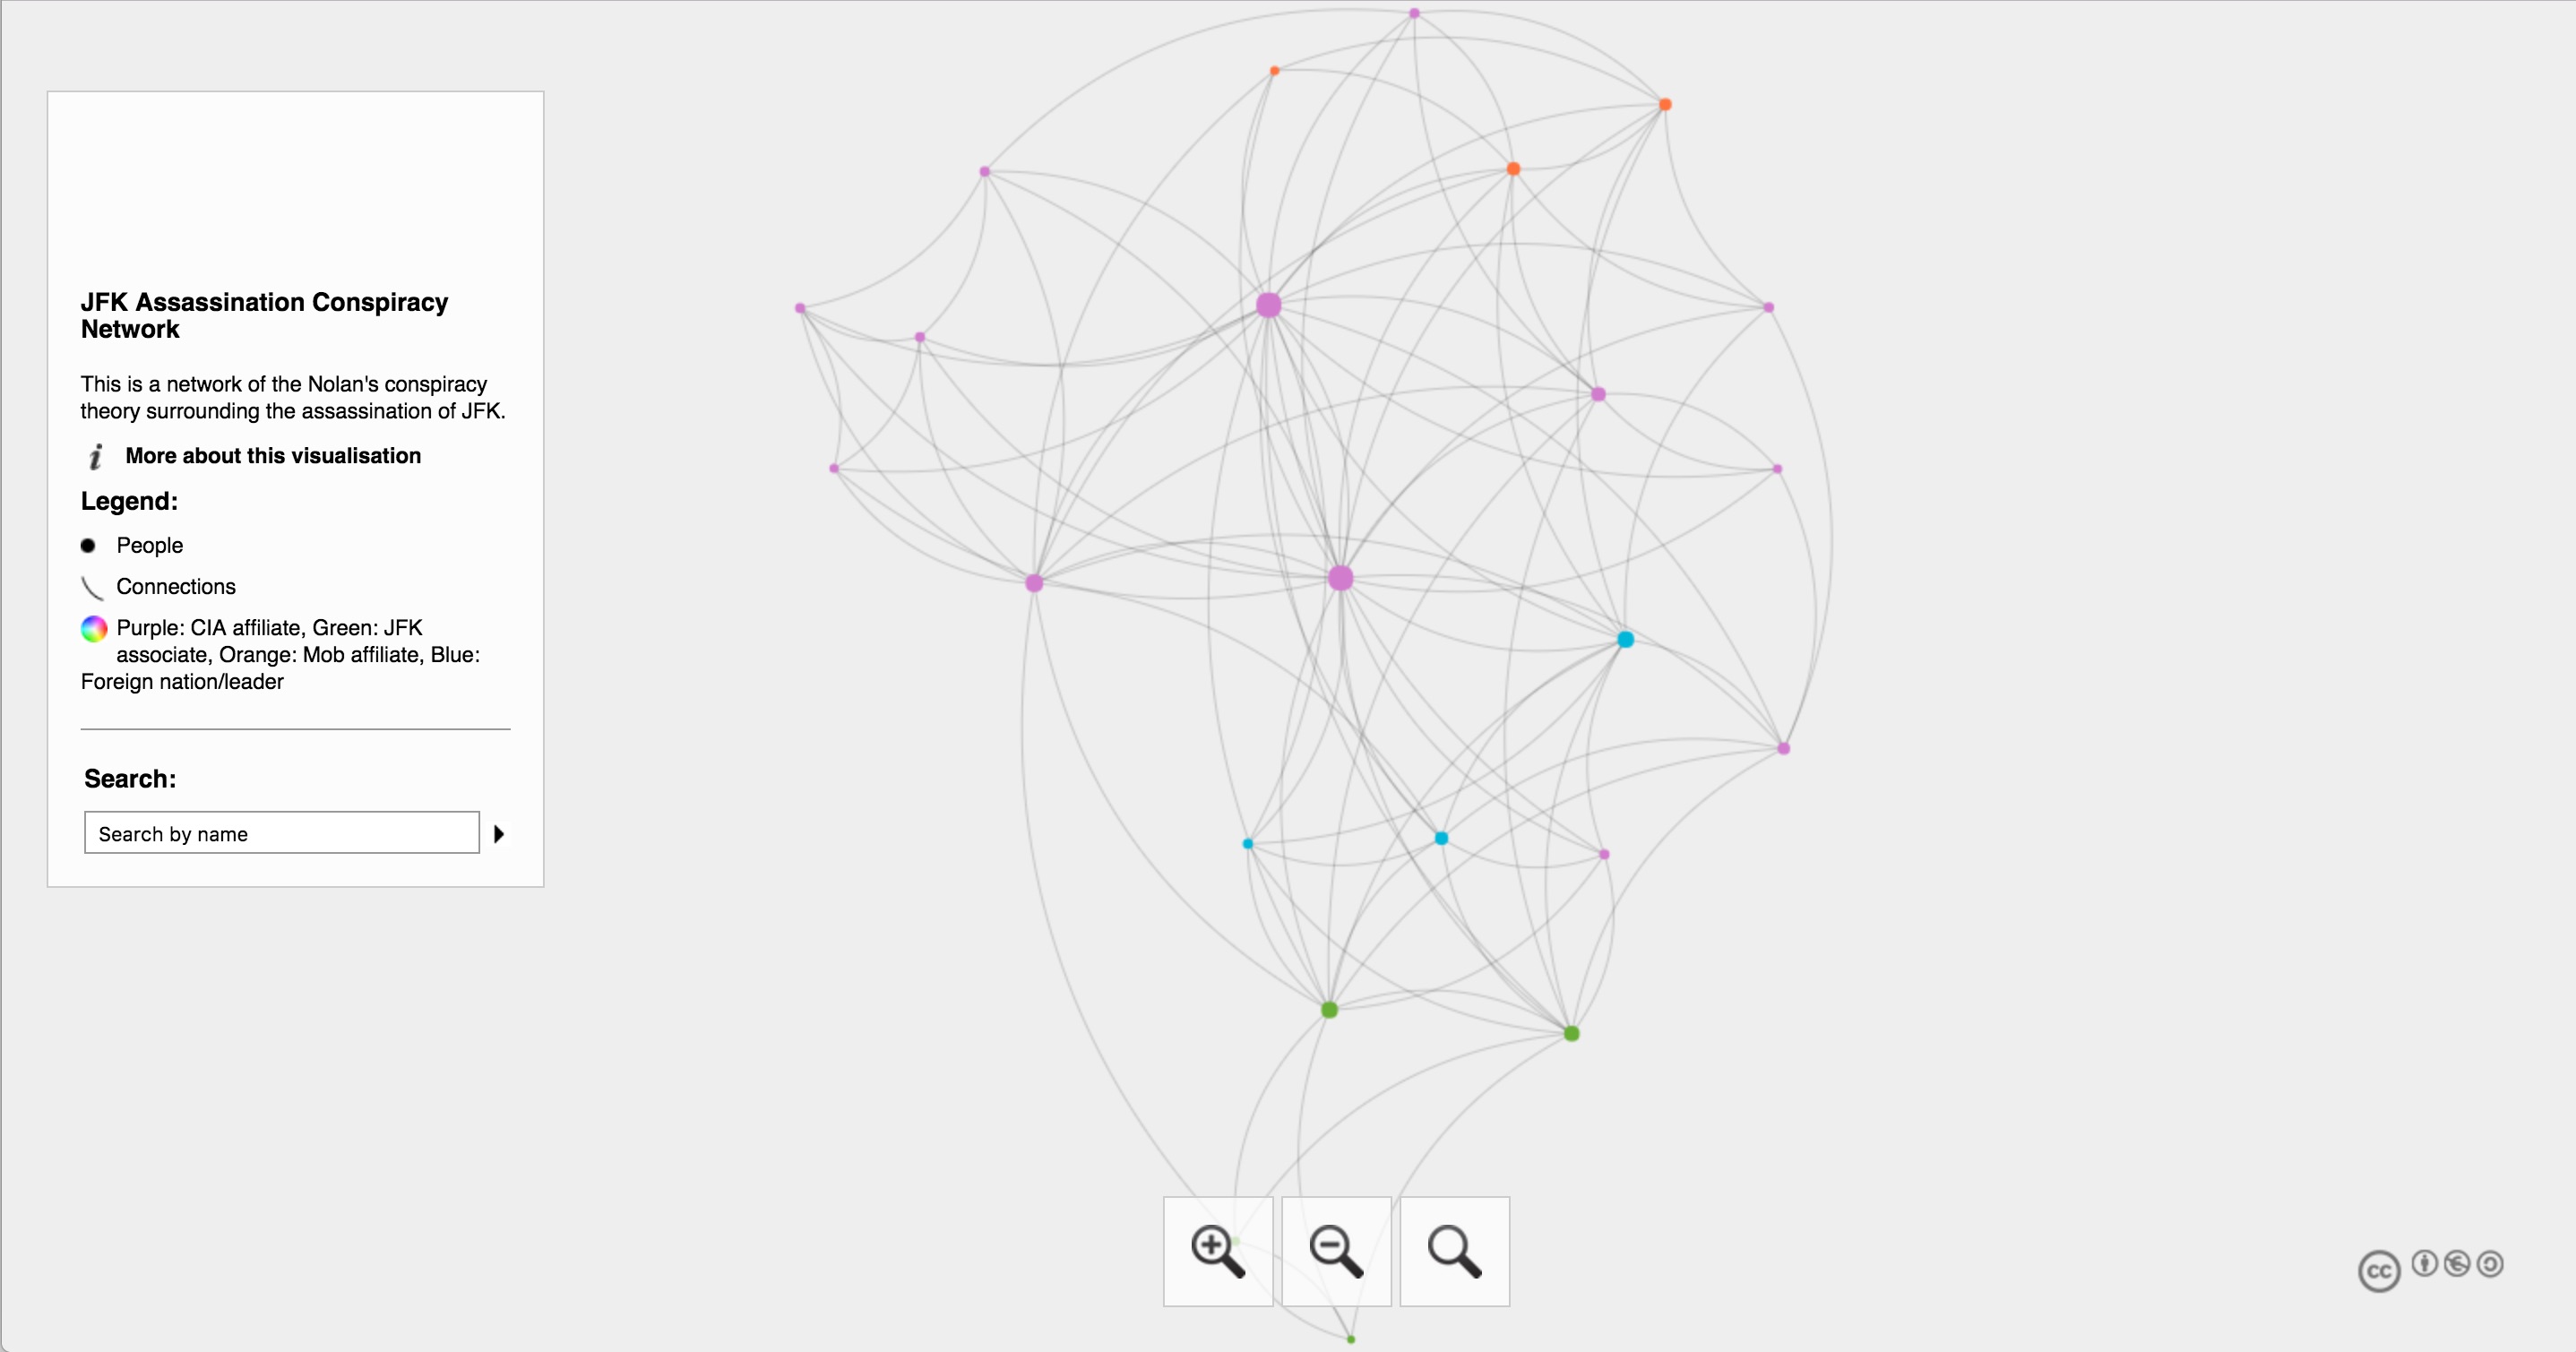 JFK Assassination Conspiracy
Network
This is a network of the Nolan's conspiracy
theory surrounding the assassination of JFK.
i More about this visualisation
Legend:
People
Connections
Purple: CIA affiliate, Green: JFK
associate, Orange: Mob affiliate, Blue:
Foreign nation/leader
Search:
Search by name
cc